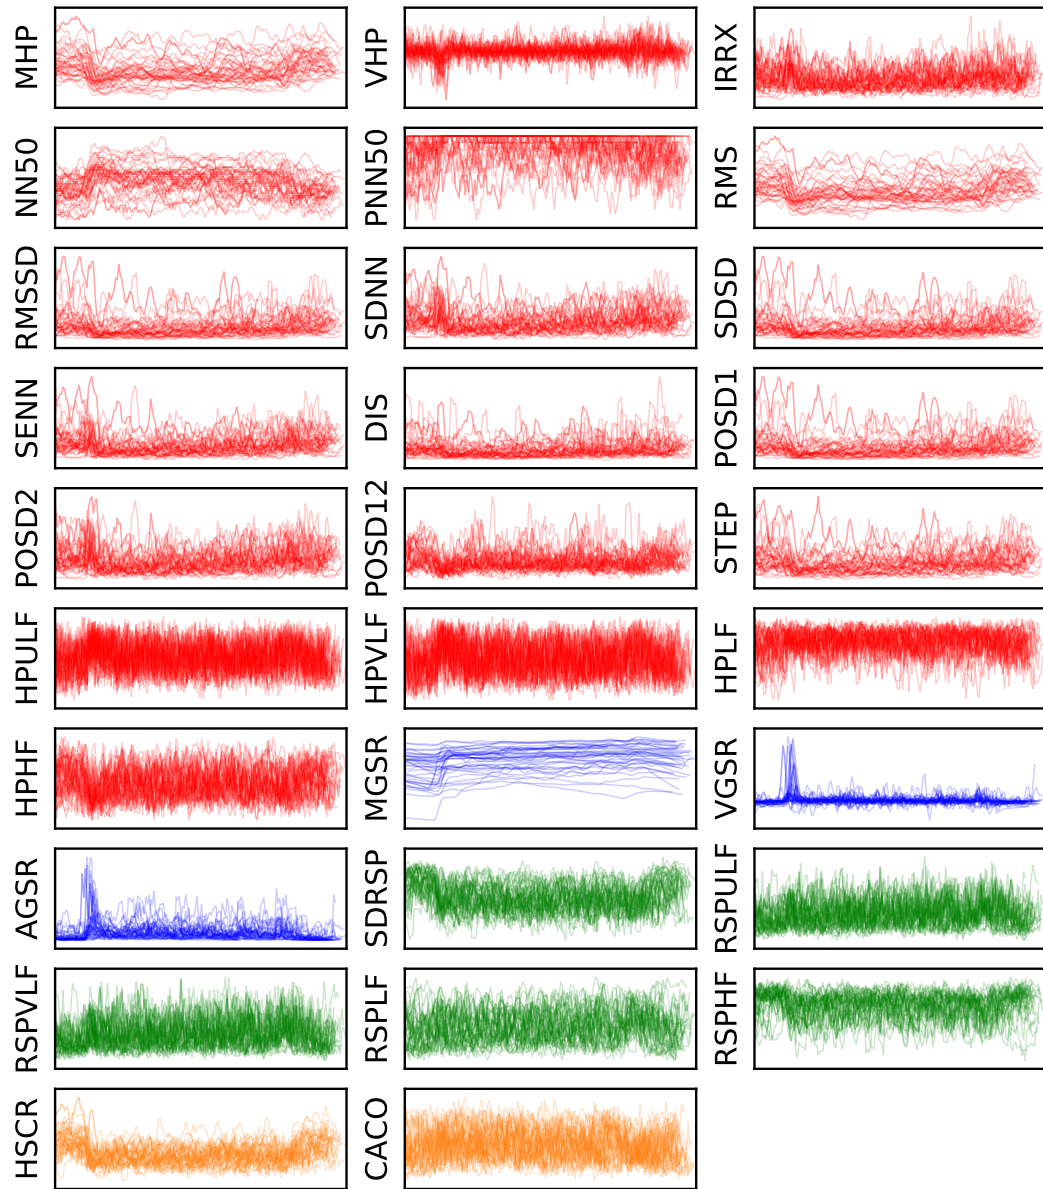 MHP
VHP
IRRX
NN50
PNN50
RMS
RMSSD
SDNN
SDSD
SENN
DIS
POSD1
POSD2
POSD12
STEP
HPULF
HPVLF
HPLF
HPHF
MGSR
VGSR
AGSR
SDRSP
RSPULF
RSPVLF
RSPLF
RSPHF
HSCR
CACO